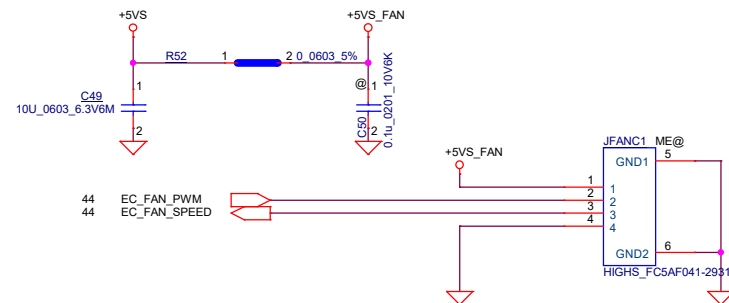 +5VS
+5VS_FAN
R52
1
2
0_0603_5%
C49
10U_0603_6.3V6M
1
2
@
1
2
C50
0.1u_0201_10V6K
+5VS_FAN
JFANC1
ME@
GND1
5
1
1
44
EC_FAN_PWM
2
2
44
EC_FAN_SPEED
3
3
4
4
GND2
6
HIGHS_FC5AF041-2931